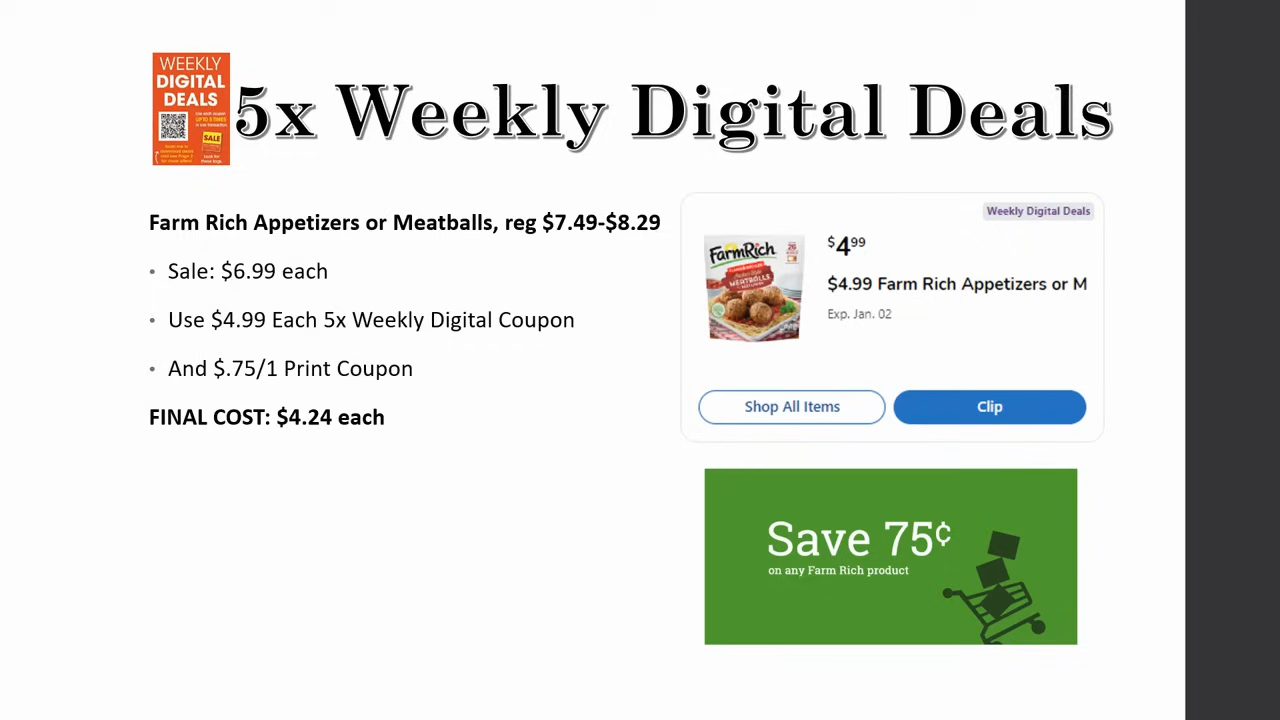 WEEKLY
DIGITAL
DEALS
SALE
5x Weekly Digital Deals
Farm Rich Appetizers or Meatballs, reg $7.49-$8.29
• Sale: $6.99 each
• Use $4.99 Each 5x Weekly Digital Coupon
• And $.75/1 Print Coupon
FINAL COST: $4.24 each
Weekly Digital Deals
FarmRich
MEATBALLS
$4.99
$4.99 Farm Rich Appetizers or M
Exp. Jan. 02
Shop All Items
Clip
Save 75¢
on any Farm Rich product